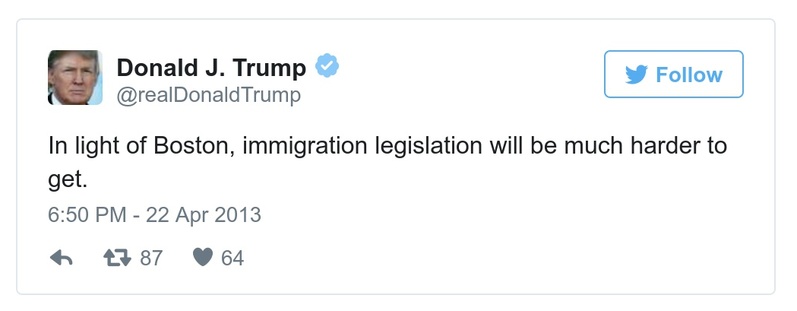 Donald J. Trump
@realDonaldTrump
Follow
In light of Boston, immigration legislation will be much harder to
get.
6:50 PM - 22 Apr 2013
87 64